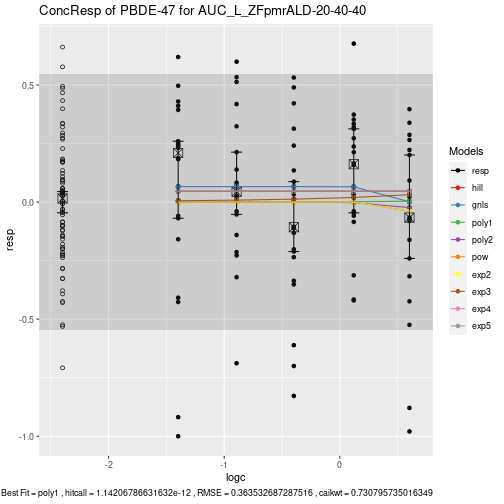 ConcResp of PBDE-47 for AUC_L_ZFpmrALD-20-40-40
0.5
0.0
-0.5
-1.0
resp
-2
-1
0
logc
Models
resp
hill
gnls
poly1
poly2
pow
exp2
exp3
exp4
exp5
Best Fit = poly1 , hitcall = 1.14206786631632e-12 , RMSE = 0.363532687287516 , caikwt = 0.730795735016349